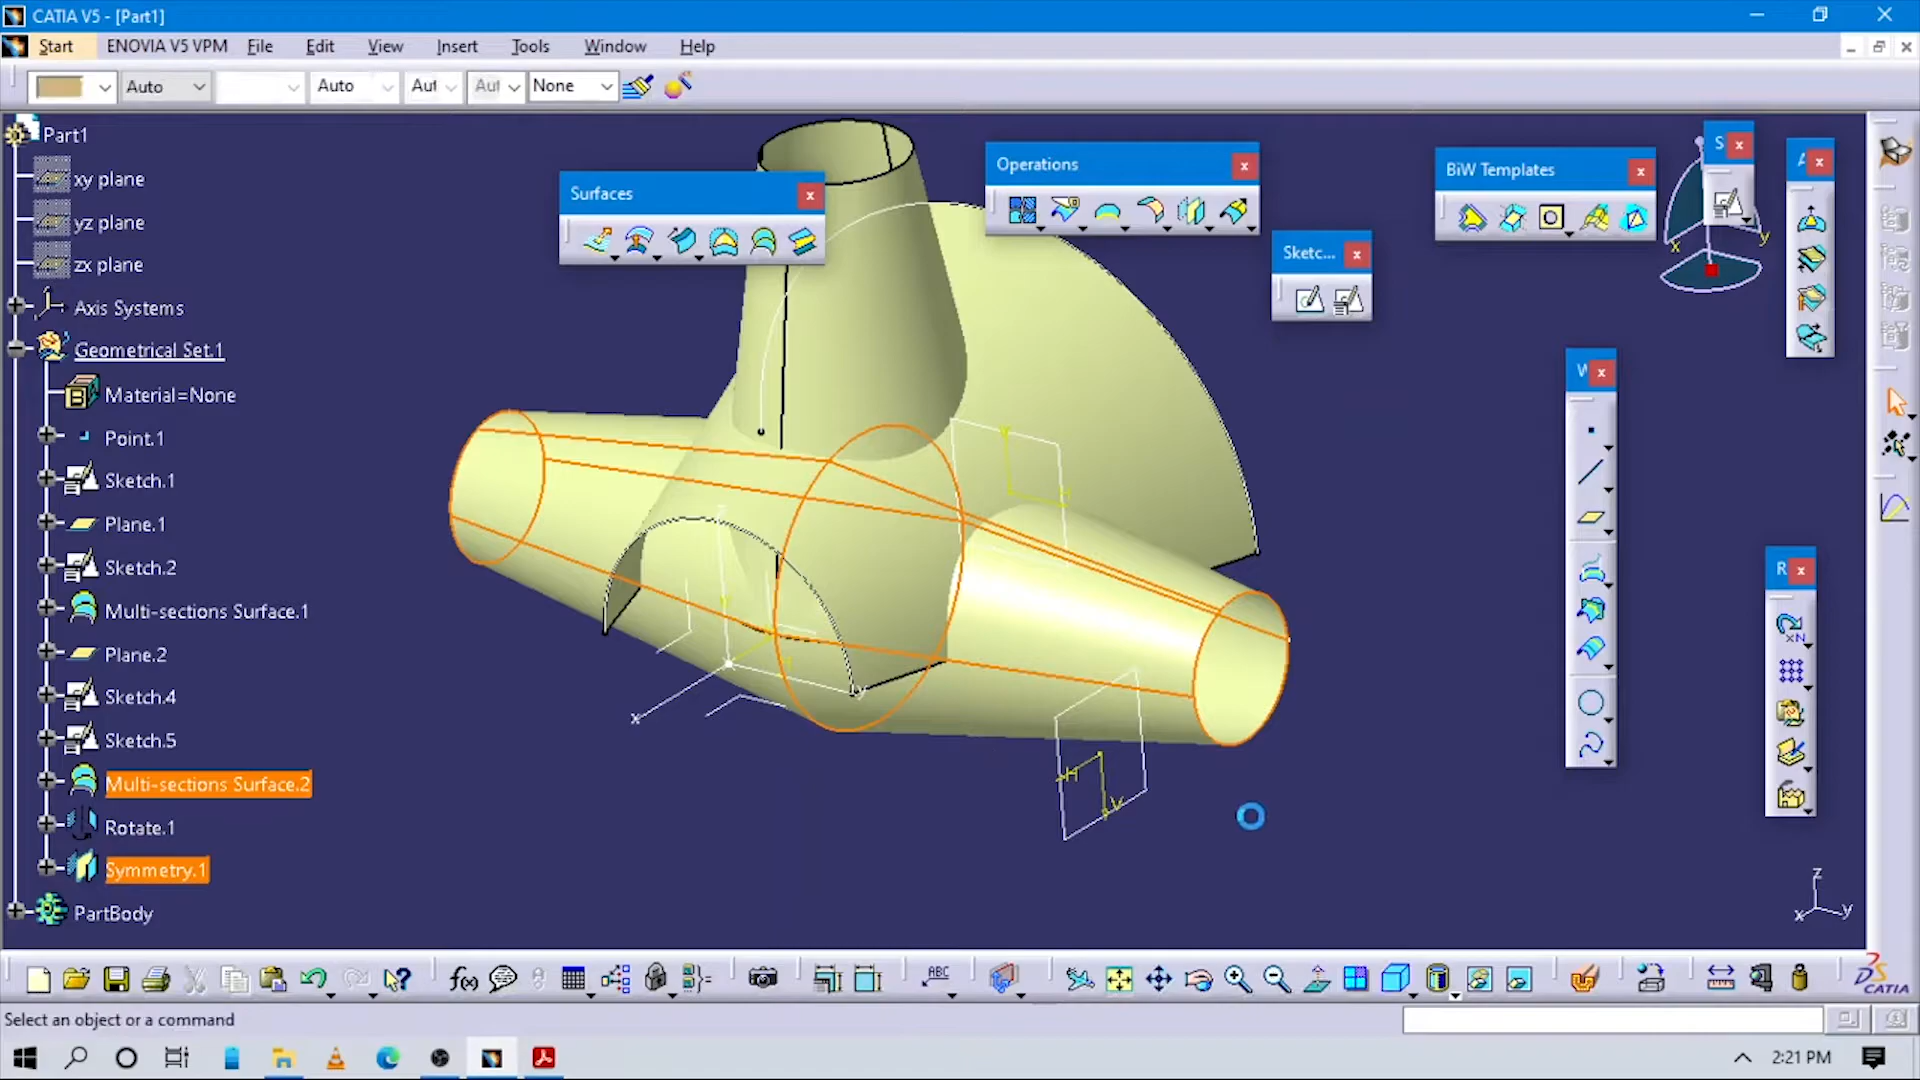 CATIA V5 - [Part1]
Start ENOVIA V5 VPM File Edit View Insert Tools Window Help
Auto Auto Aut Aut None
Part1
xy plane
yz plane
zx plane
Axis Systems
Geometrical Set.1
Material=None
Point.1
Sketch.1
Plane.1
Sketch.2
Multi-sections Surface.1
Plane.2
Sketch.4
Sketch.5
Multi-sections Surface.2
Rotate.1
Symmetry.1
PartBody
Surfaces x
Operations x
Sketc... x
BiW Templates x
S x
x
W x
R x
x y
x
H
V
z
x y
ABC
CATIA
Select an object or a command
2:21 PM